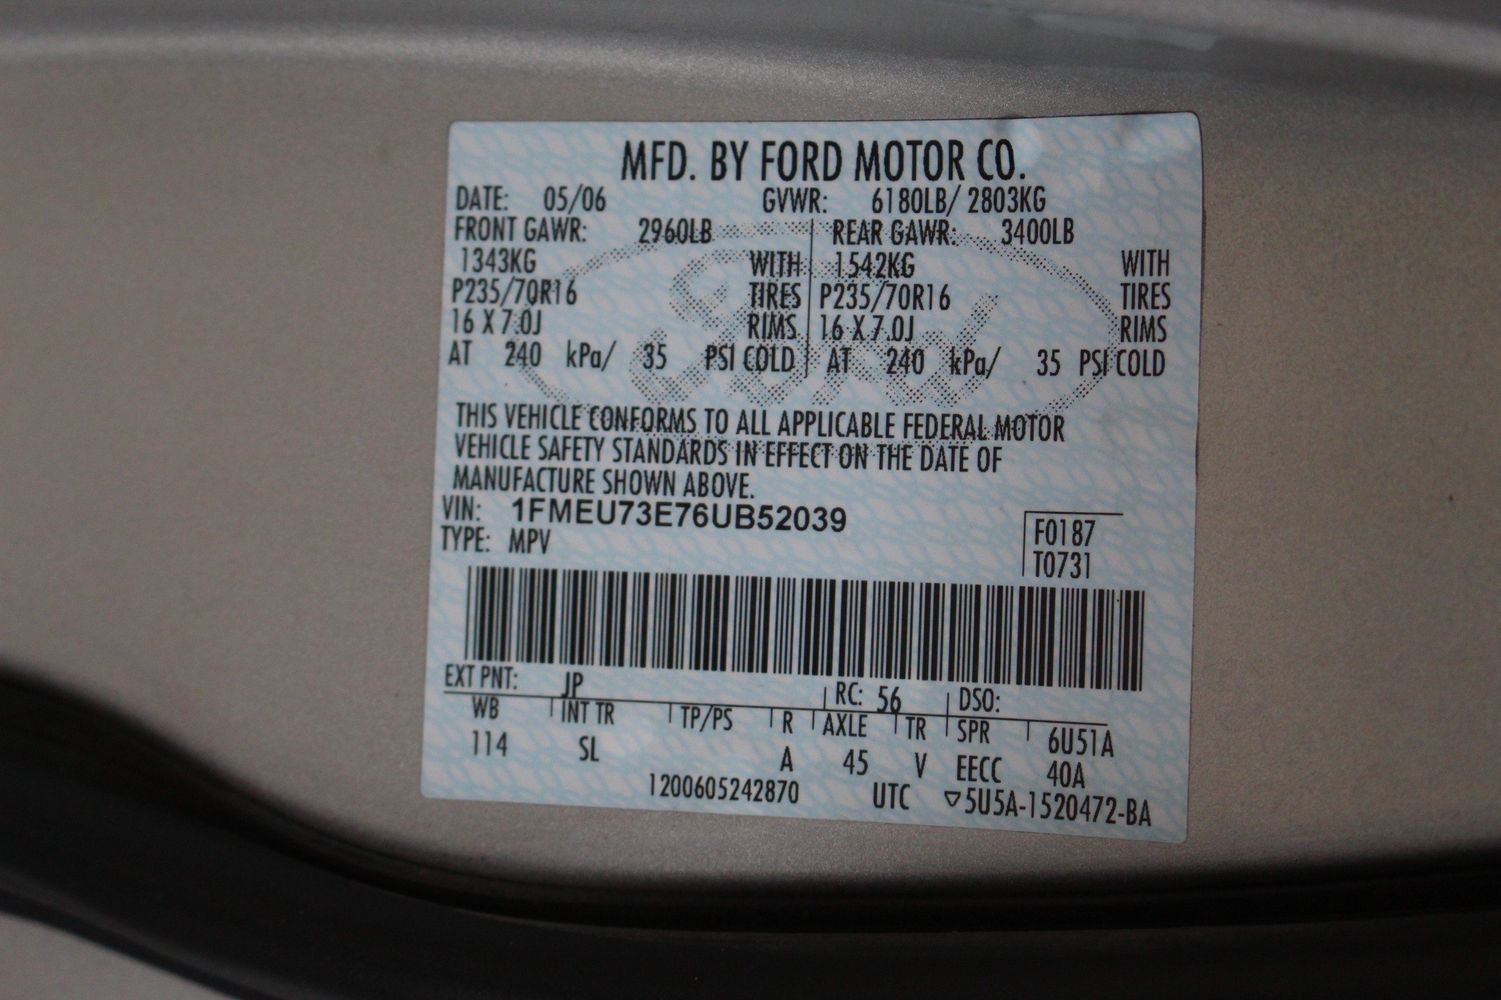 MFD. BY FORD MOTOR CO.
DATE: 05/06 GVWR: 6180LB/ 2803KG
FRONT GAWR: 2960LB REAR GAWR: 3400LB
1343KG WITH 1542KG WITH
P235/70R16 TIRES P235/70R16 TIRES
16 X 7.0J RIMS 16 X 7.0J RIMS
AT 240 kPa/ 35 PSI COLD AT 240 kPa/ 35 PSI COLD
Ford
THIS VEHICLE CONFORMS TO ALL APPLICABLE FEDERAL MOTOR
VEHICLE SAFETY STANDARDS IN EFFECT ON THE DATE OF
MANUFACTURE SHOWN ABOVE.
VIN: 1FMEU73E76UB52039 F0187
TYPE: MPV T0731
EXT PNT: JP RC: 56 DSO:
WB INT TR TP/PS R AXLE TR SPR 6U51A
114 SL A 45 V EECC 40A
1200605242870 UTC ▽5U5A-1520472-BA